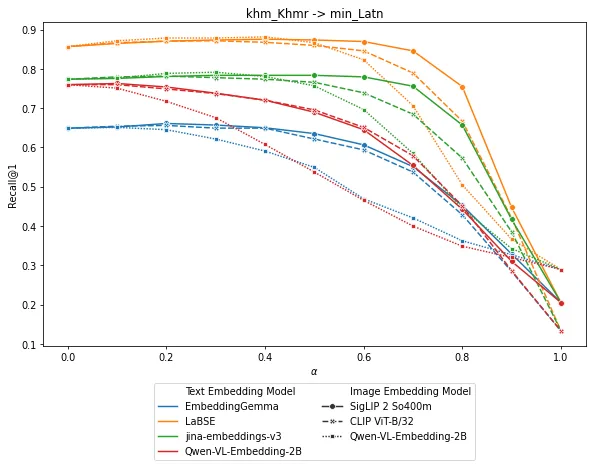 khm_Khmr -> min_Latn
Recall@1
0.9
0.8
0.7
0.6
0.5
0.4
0.3
0.2
0.1
0.0 0.2 0.4 0.6 0.8 1.0
α
Text Embedding Model Image Embedding Model
EmbeddingGemma SigLIP 2 So400m
LaBSE CLIP ViT-B/32
jina-embeddings-v3 Qwen-VL-Embedding-2B
Qwen-VL-Embedding-2B